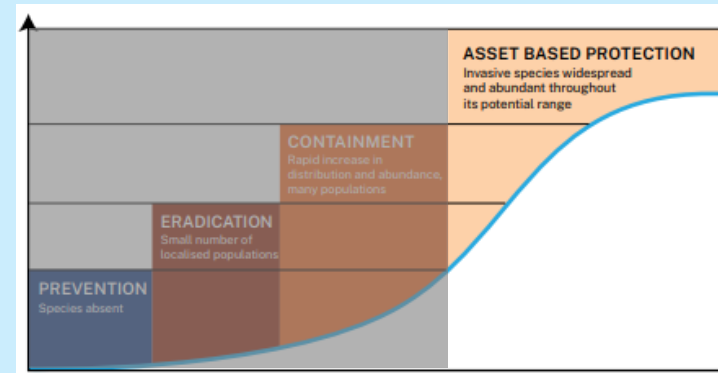 ASSET BASED PROTECTION
Invasive species widespread
and abundant throughout
its potential range
CONTAINMENT
Rapid increase in
distribution and abundance,
many populations
ERADICATION
Small number of
localised populations
PREVENTION
Species absent